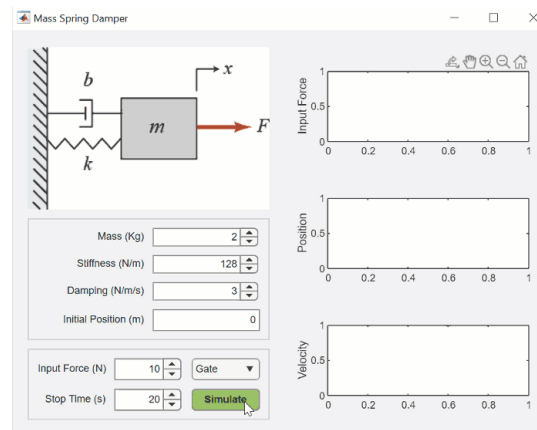 Mass Spring Damper
b
x
m
F
k
Mass (Kg) 2
Stiffness (N/m) 128
Damping (N/m/s) 3
Initial Position (m) 0
Input Force (N) 10 Gate
Stop Time (s) 20 Simulate
Input Force
1
0.5
0
0 0.2 0.4 0.6 0.8 1
Position
1
0.5
0
0 0.2 0.4 0.6 0.8 1
Velocity
1
0.5
0
0 0.2 0.4 0.6 0.8 1